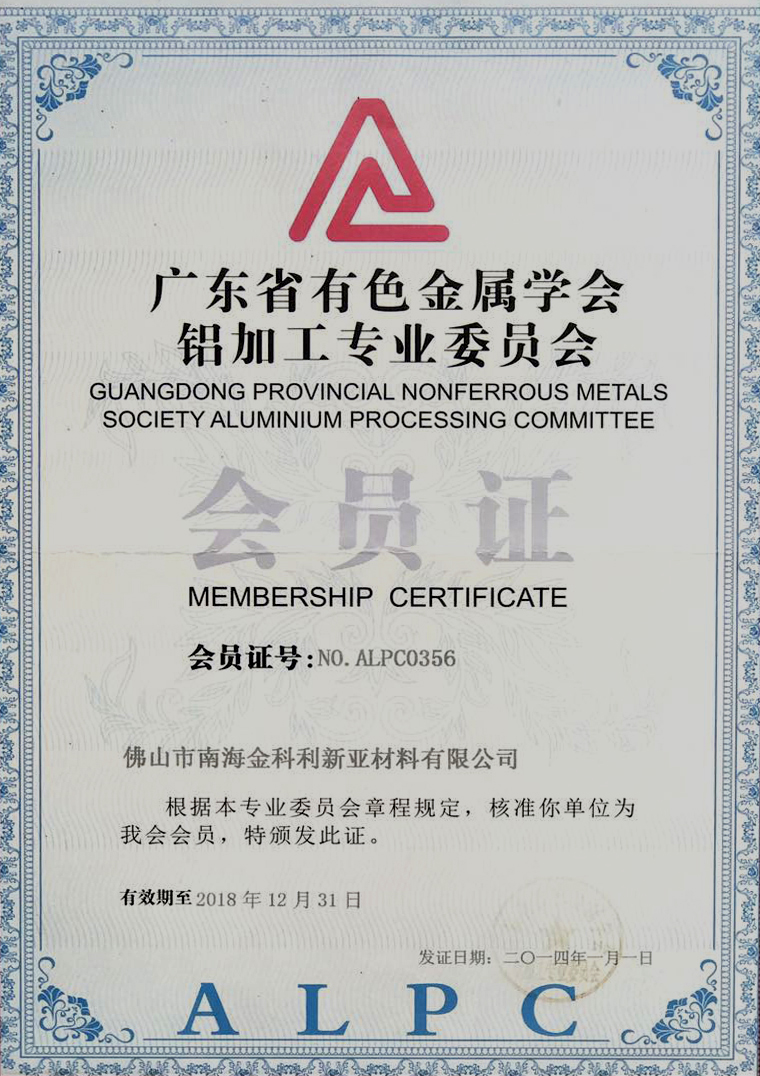 广东省有色金属学会
铝加工专业委员会
GUANGDONG PROVINCIAL NONFERROUS METALS
SOCIETY ALUMINIUM PROCESSING COMMITTEE
会员证
MEMBERSHIP CERTIFICATE
会员证号:NO.ALPC0356
佛山市南海金科利新亚材料有限公司
根据本专业委员会章程规定，核准你单位为
我会会员，特颁发此证。
有效期至2018年12月31日
发证日期：二〇一四年一月一日
ALPC